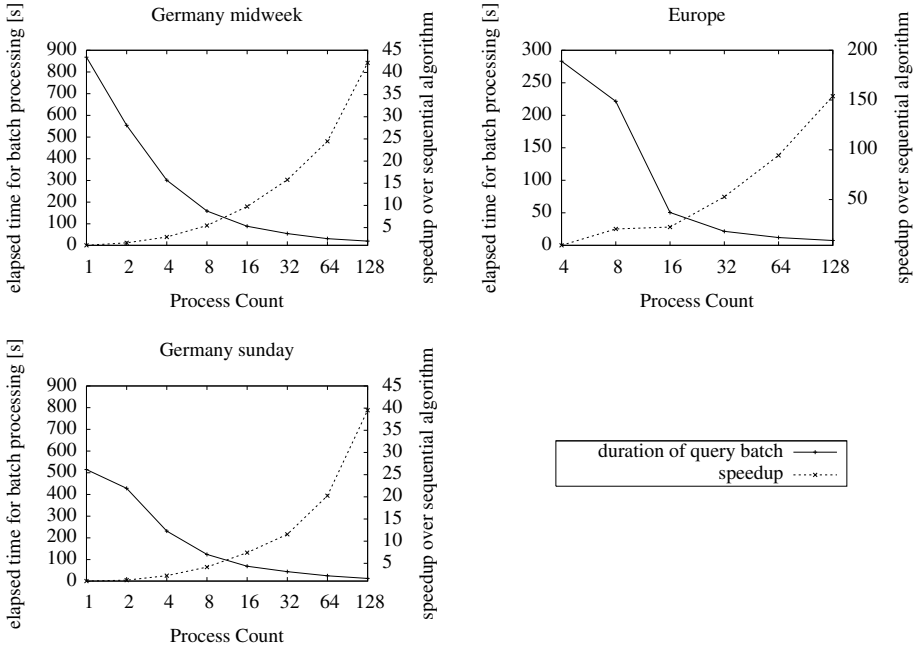 Germany midweek
elapsed time for batch processing [s]
900
800
700
600
500
400
300
200
100
0
1 2 4 8 16 32 64 128
Process Count
45
40
35
30
25
20
15
10
5
speedup over sequential algorithm
Europe
elapsed time for batch processing [s]
300
250
200
150
100
50
0
4 8 16 32 64 128
Process Count
200
150
100
50
speedup over sequential algorithm
Germany sunday
elapsed time for batch processing [s]
900
800
700
600
500
400
300
200
100
0
1 2 4 8 16 32 64 128
Process Count
45
40
35
30
25
20
15
10
5
speedup over sequential algorithm
duration of query batch
speedup